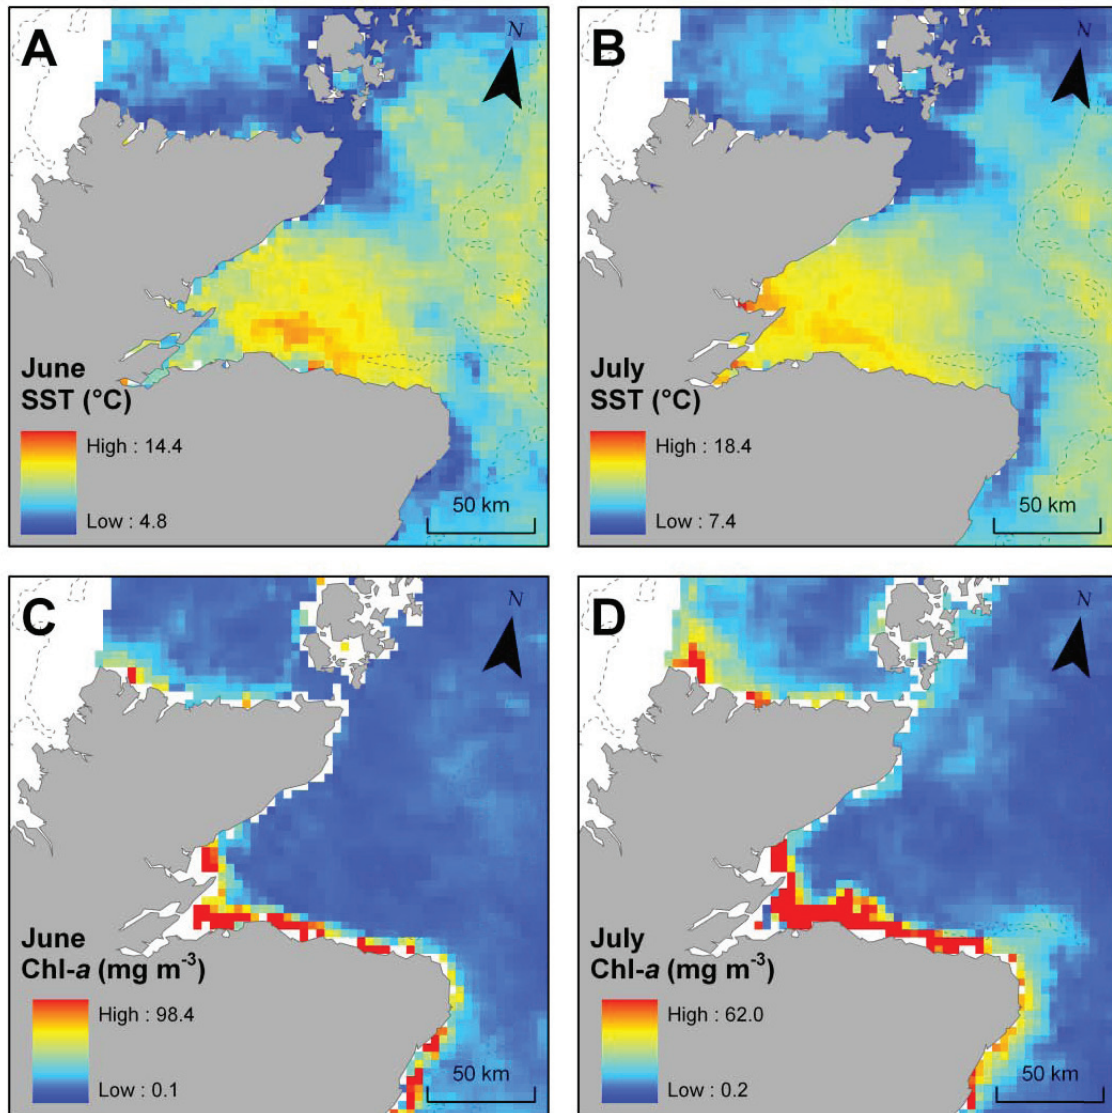 A
N
June
SST (°C)
High : 14.4
Low : 4.8
50 km
B
N
July
SST (°C)
High : 18.4
Low : 7.4
50 km
C
N
June
Chl-a (mg m⁻³)
High : 98.4
Low : 0.1
50 km
D
N
July
Chl-a (mg m⁻³)
High : 62.0
Low : 0.2
50 km